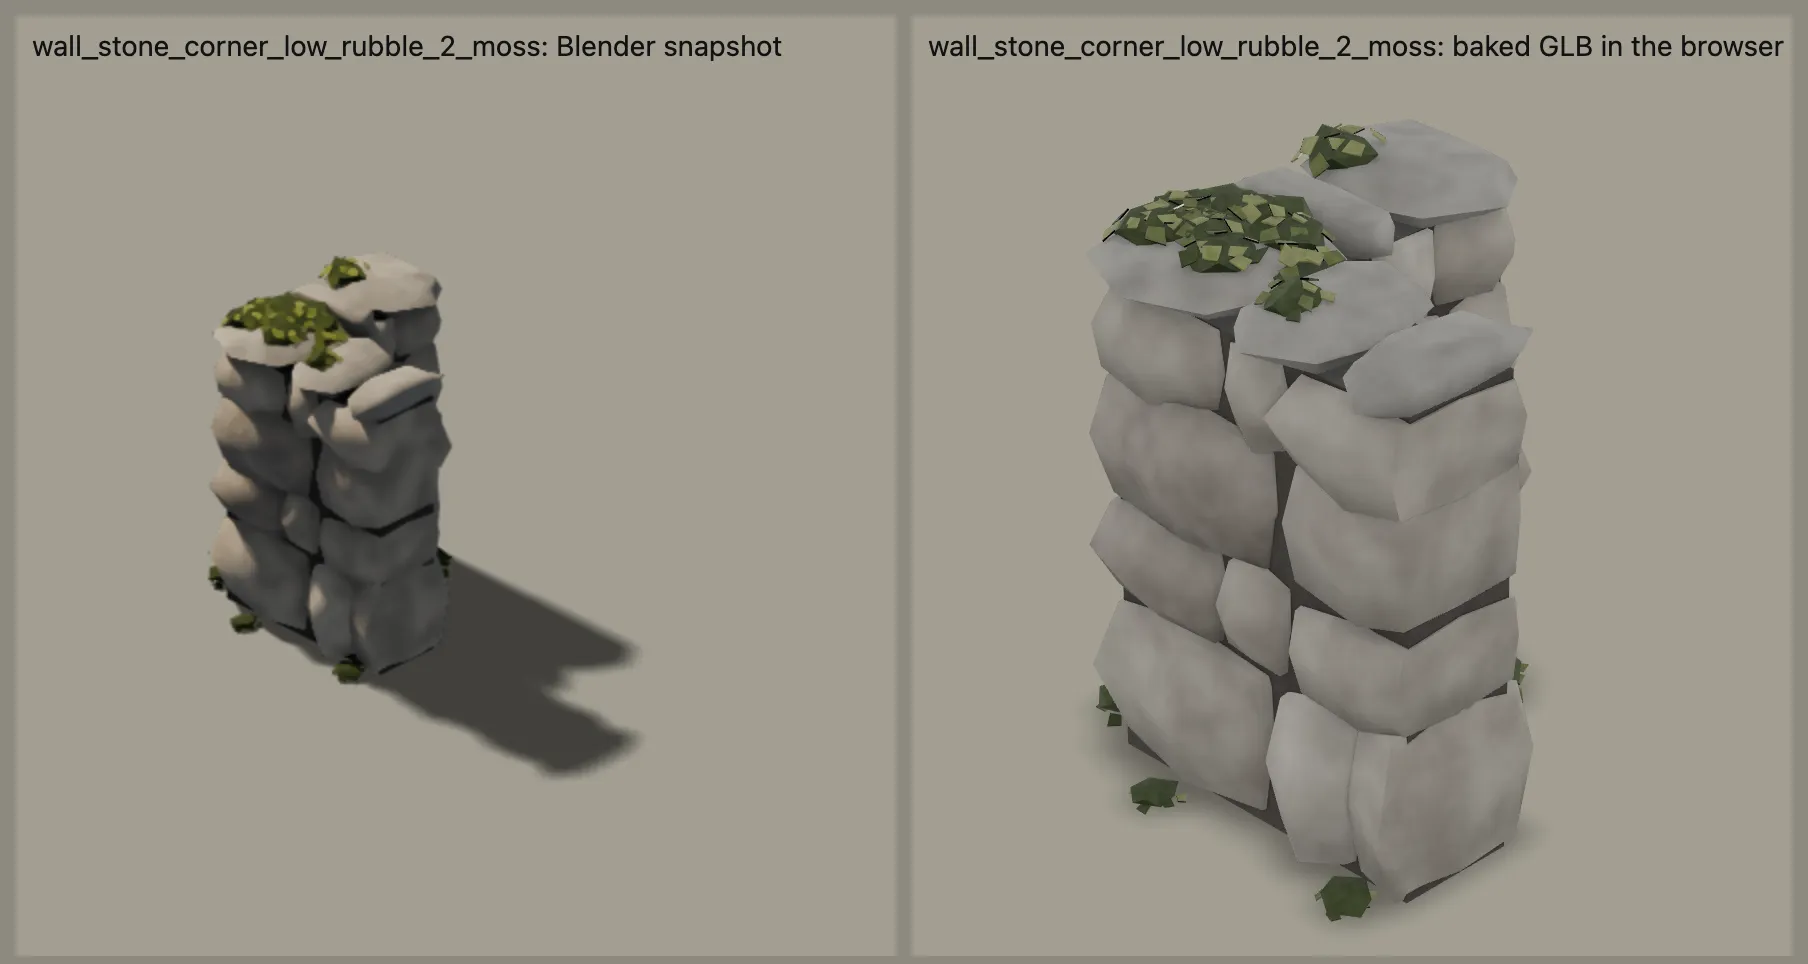 wall_stone_corner_low_rubble_2_moss: Blender snapshot
wall_stone_corner_low_rubble_2_moss: baked GLB in the browser